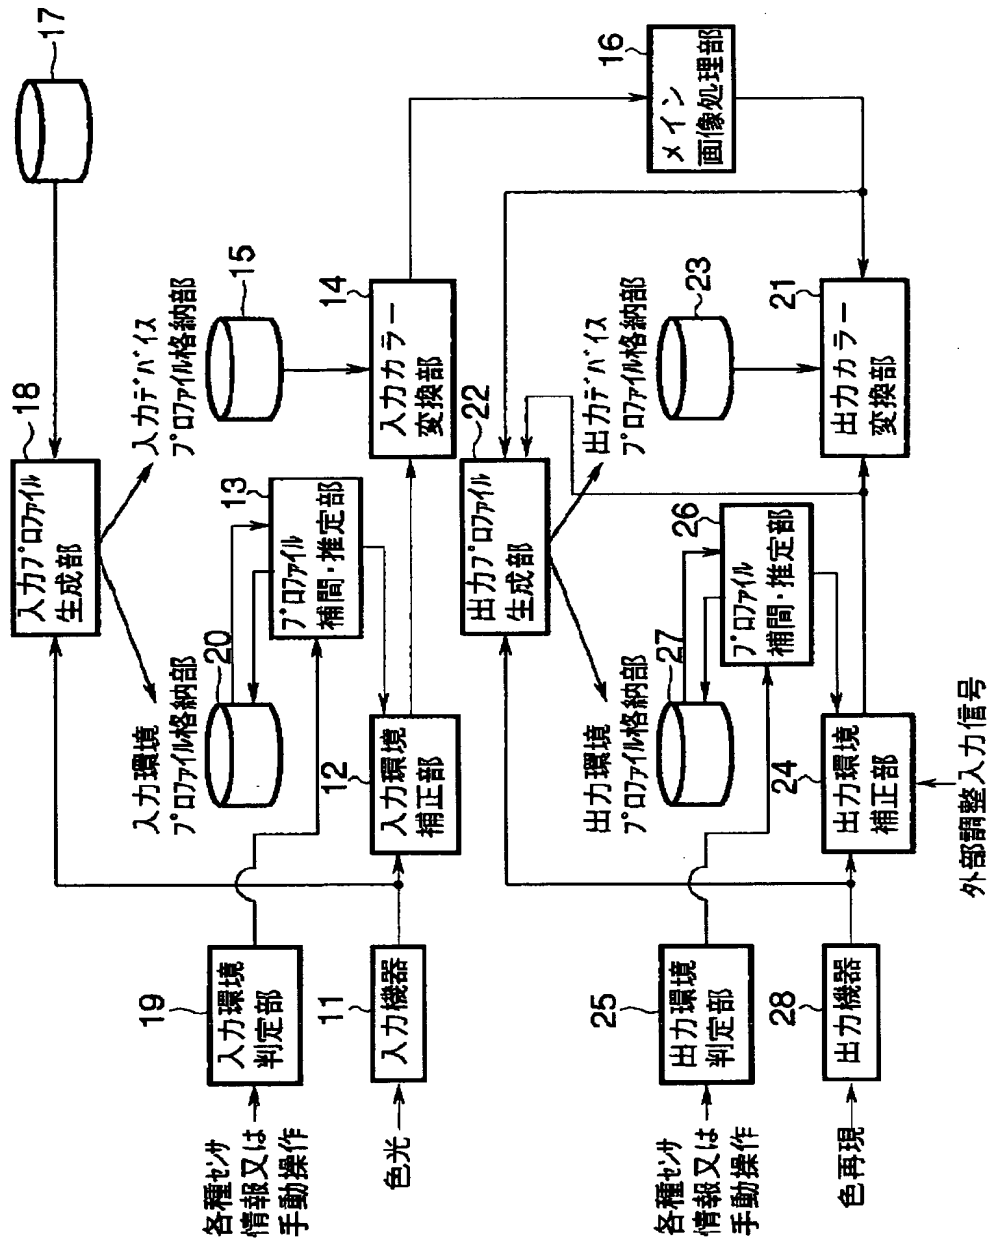 17
18
入力プロファイル
生成部
入力デバイス
プロファイル格納部
15
14
入力カラー
変換部
16
メイン
画像処理部
13
プロファイル
補間・推定部
入力環境
プロファイル格納部
20
12
入力環境
補正部
19
入力環境
判定部
11
入力機器
各種センサ
情報又は
手動操作
色光
22
出力プロファイル
生成部
出力デバイス
プロファイル格納部
23
21
出力カラー
変換部
26
プロファイル
補間・推定部
出力環境
プロファイル格納部
27
24
出力環境
補正部
外部調整入力信号
25
出力環境
判定部
28
出力機器
各種センサ
情報又は
手動操作
色再現